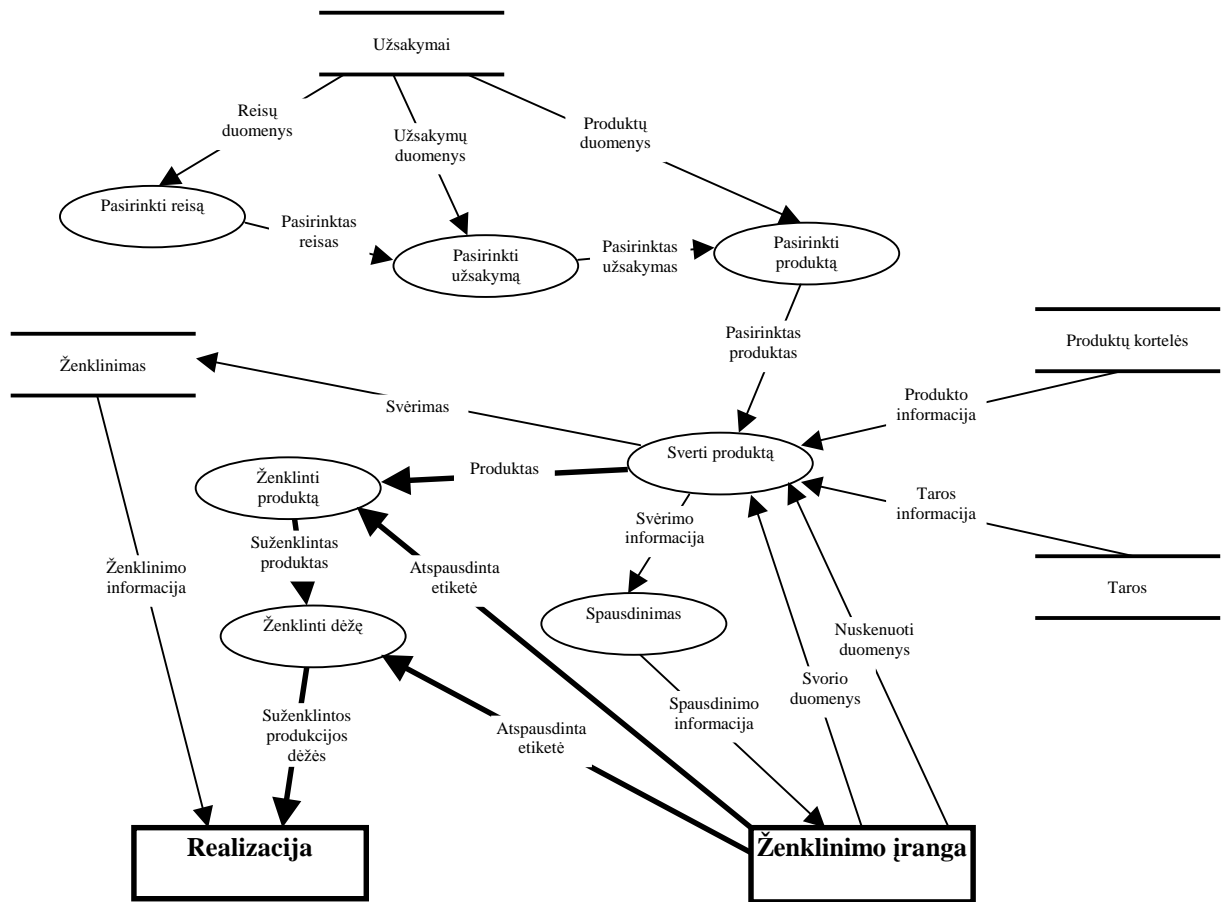 Užsakymai
Reisų
duomenys
Užsakymų
duomenys
Produktų
duomenys
Pasirinkti reisą
Pasirinktas
reisas
Pasirinkti
užsakymą
Pasirinktas
užsakymas
Pasirinkti
produktą
Pasirinktas
produktas
Produktų kortelės
Ženklinimas
Svėrimas
Produkto
informacija
Sverti produktą
Produktas
Ženklinti
produktą
Taros
informacija
Svėrimo
informacija
Suženklintas
produktas
Atspausdinta
etiketė
Ženklinimo
informacija
Taros
Ženklinti dėžę
Spausdinimas
Nuskenuoti
duomenys
Svorio
duomenys
Spausdinimo
informacija
Suženklintos
produkcijos
dėžės
Atspausdinta
etiketė
Realizacija
Ženklinimo įranga